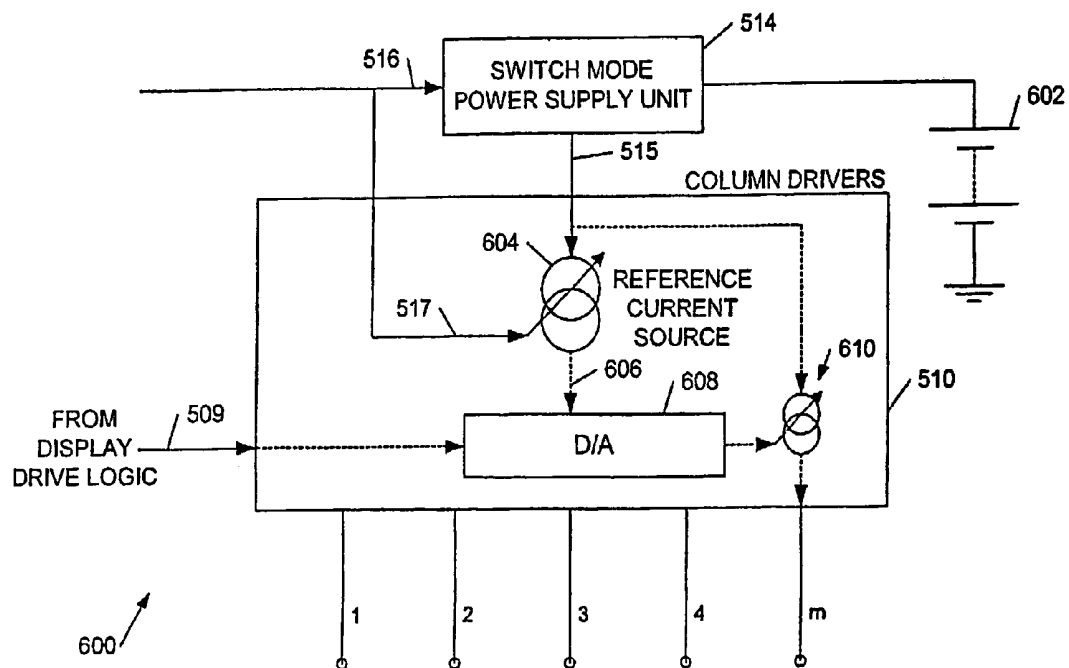 514
516
SWITCH MODE
POWER SUPPLY UNIT
602
515
COLUMN DRIVERS
604
REFERENCE
CURRENT
SOURCE
517
610
606
608
510
FROM
DISPLAY
DRIVE LOGIC
509
D/A
1
2
3
4
m
600